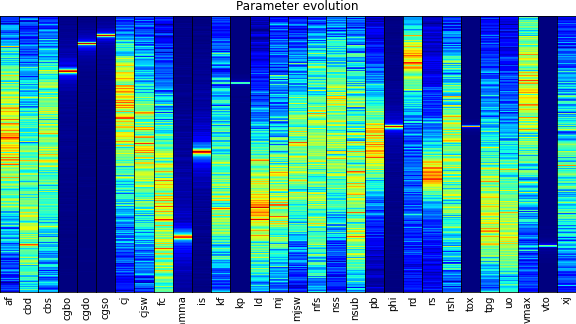 Parameter evolution
af cbd cbs cgbo cgdo cgso cj cjsw fc mma is kf kp ld mj mjsw nfs nss nsub pb phi rd rs rsh tox tpg uo vmax vto xj